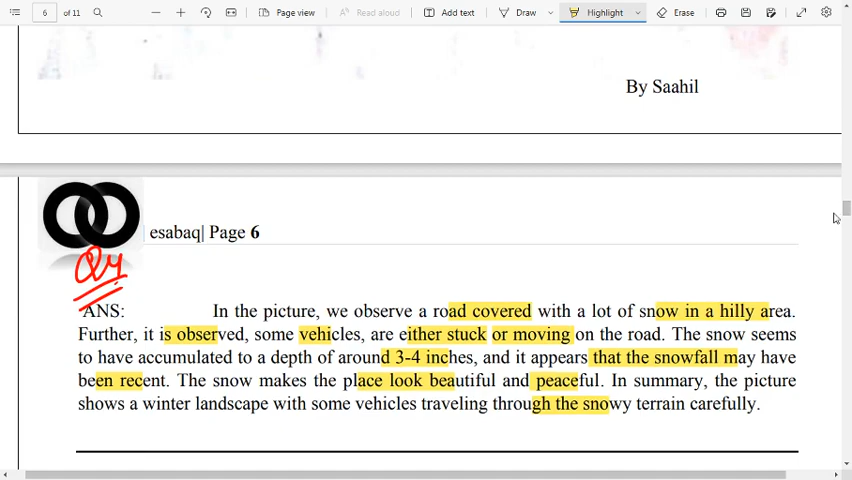 6 of 11 Page view Read aloud Add text Draw Highlight Erase
By Saahil
esabaq| Page 6
Q4
ANS: In the picture, we observe a road covered with a lot of snow in a hilly area.
Further, it is observed, some vehicles, are either stuck or moving on the road. The snow seems
to have accumulated to a depth of around 3-4 inches, and it appears that the snowfall may have
been recent. The snow makes the place look beautiful and peaceful. In summary, the picture
shows a winter landscape with some vehicles traveling through the snowy terrain carefully.